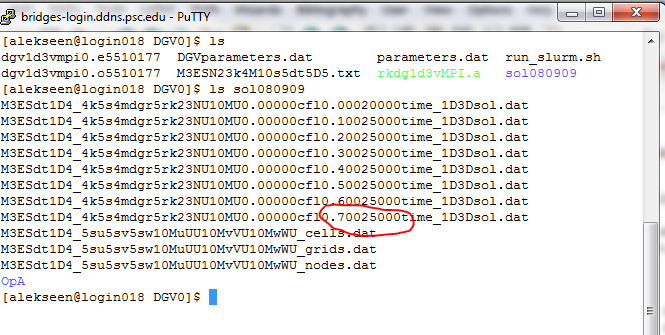 bridges-login.ddns.psc.edu - PuTTY
[alekseen@login018 DGV0]$ ls
dgv1d3vmpi0.e5510177 DGVparameters.dat parameters.dat run_slurm.sh
dgv1d3vmpi0.o5510177 M3ESN23k4M10s5dt5D5.txt rkdg1d3vMPI.a sol080909
[alekseen@login018 DGV0]$ ls sol080909
M3ESdt1D4_4k5s4mdgr5rk23NU10MU0.00000cfl0.00020000time_1D3Dsol.dat
M3ESdt1D4_4k5s4mdgr5rk23NU10MU0.00000cfl0.10025000time_1D3Dsol.dat
M3ESdt1D4_4k5s4mdgr5rk23NU10MU0.00000cfl0.20025000time_1D3Dsol.dat
M3ESdt1D4_4k5s4mdgr5rk23NU10MU0.00000cfl0.30025000time_1D3Dsol.dat
M3ESdt1D4_4k5s4mdgr5rk23NU10MU0.00000cfl0.40025000time_1D3Dsol.dat
M3ESdt1D4_4k5s4mdgr5rk23NU10MU0.00000cfl0.50025000time_1D3Dsol.dat
M3ESdt1D4_4k5s4mdgr5rk23NU10MU0.00000cfl0.60025000time_1D3Dsol.dat
M3ESdt1D4_4k5s4mdgr5rk23NU10MU0.00000cfl0.70025000time_1D3Dsol.dat
M3ESdt1D4_5su5sv5sw10MuUU10MvVU10MwWU_cells.dat
M3ESdt1D4_5su5sv5sw10MuUU10MvVU10MwWU_grids.dat
M3ESdt1D4_5su5sv5sw10MuUU10MvVU10MwWU_nodes.dat
OpA
[alekseen@login018 DGV0]$